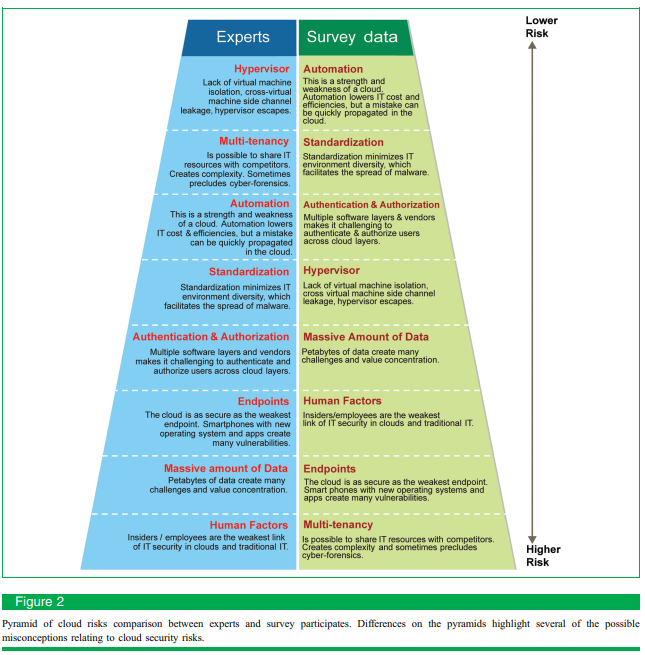 Experts
Survey data
Lower
Risk
Hypervisor
Lack of virtual machine
isolation, cross-virtual
machine side channel
leakage, hypervisor escapes.
Multi-tenancy
Is possible to share IT
resources with competitors.
Creates complexity. Sometimes
precludes cyber-forensics.
Automation
This is a strength and weakness
of a cloud. Automation lowers
IT cost & efficiencies, but a mistake
can be quickly propagated
in the cloud.
Standardization
Standardization minimizes IT
environment diversity, which
facilitates the spread of malware.
Authentication & Authorization
Multiple software layers and vendors
makes it challenging to authenticate and
authorize users across cloud layers.
Endpoints
The cloud is as secure as the weakest
endpoint. Smartphones with new
operating system and apps create
many vulnerabilities.
Massive amount of Data
Petabytes of data create many
challenges and value concentration.
Human Factors
Insiders / employees are the weakest link
of IT security in clouds and traditional IT.
Automation
This is a strength and
weakness of a cloud.
Automation lowers IT cost and
efficiencies, but a mistake can
be quickly propagated in the
cloud.
Standardization
Standardization minimizes IT
environment diversity, which
facilitates the spread of malware.
Authentication & Authorization
Multiple software layers & vendors
makes it challenging to
authenticate & authorize users
across cloud layers.
Hypervisor
Lack of virtual machine isolation,
cross virtual machine side channel
leakage, hypervisor escapes.
Massive Amount of Data
Petabytes of data create many
challenges and value concentration.
Human Factors
Insiders/employees are the weakest
link of IT security in clouds and traditional IT.
Endpoints
The cloud is as secure as the weakest endpoint.
Smart phones with new operating systems and
apps create many vulnerabilities.
Multi-tenancy
Is possible to share IT resources with competitors.
Creates complexity and sometimes precludes
cyber-forensics.
Higher
Risk
Figure 2
Pyramid of cloud risks comparison between experts and survey participates. Differences on the pyramids highlight several of the possible
misconceptions relating to cloud security risks.